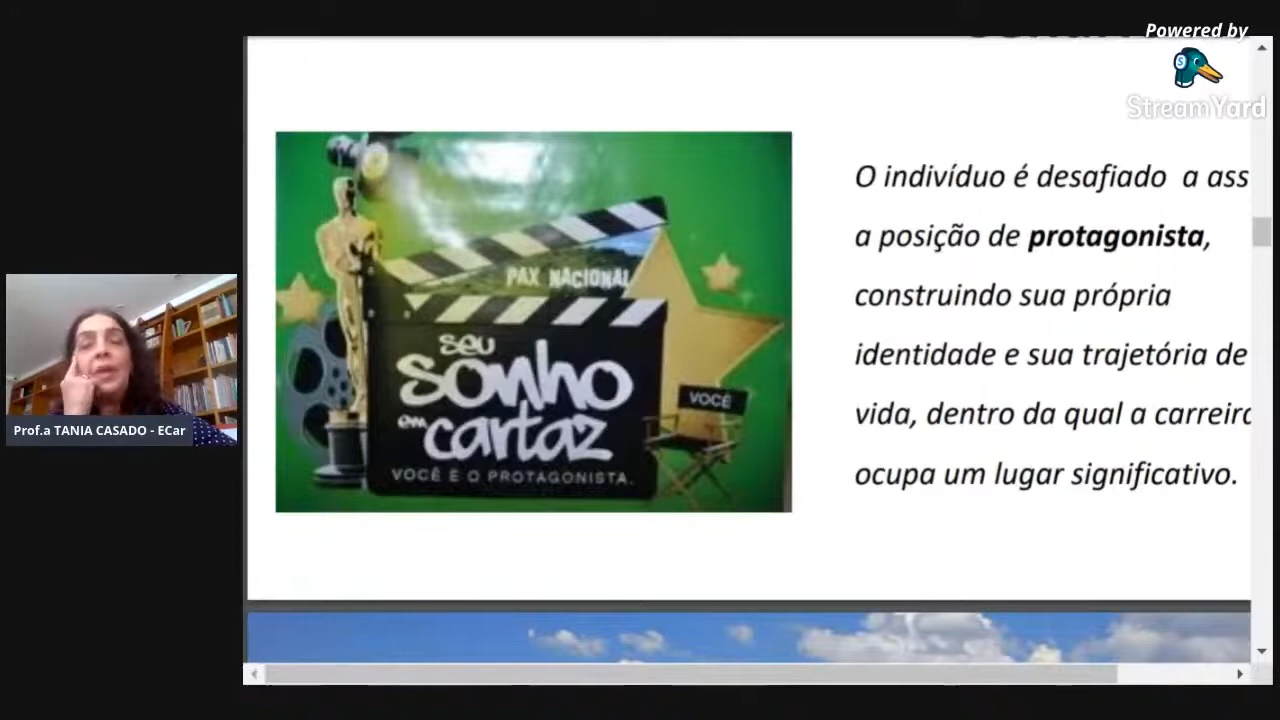 Powered by
StreamYard
PAX NACIONAL
seu
sonho
em
cartaz
VOCÊ É O PROTAGONISTA.
VOCÊ
O indivíduo é desafiado a ass
a posição de protagonista,
construindo sua própria
identidade e sua trajetória de
vida, dentro da qual a carreira
ocupa um lugar significativo.
Prof.a TANIA CASADO - ECar